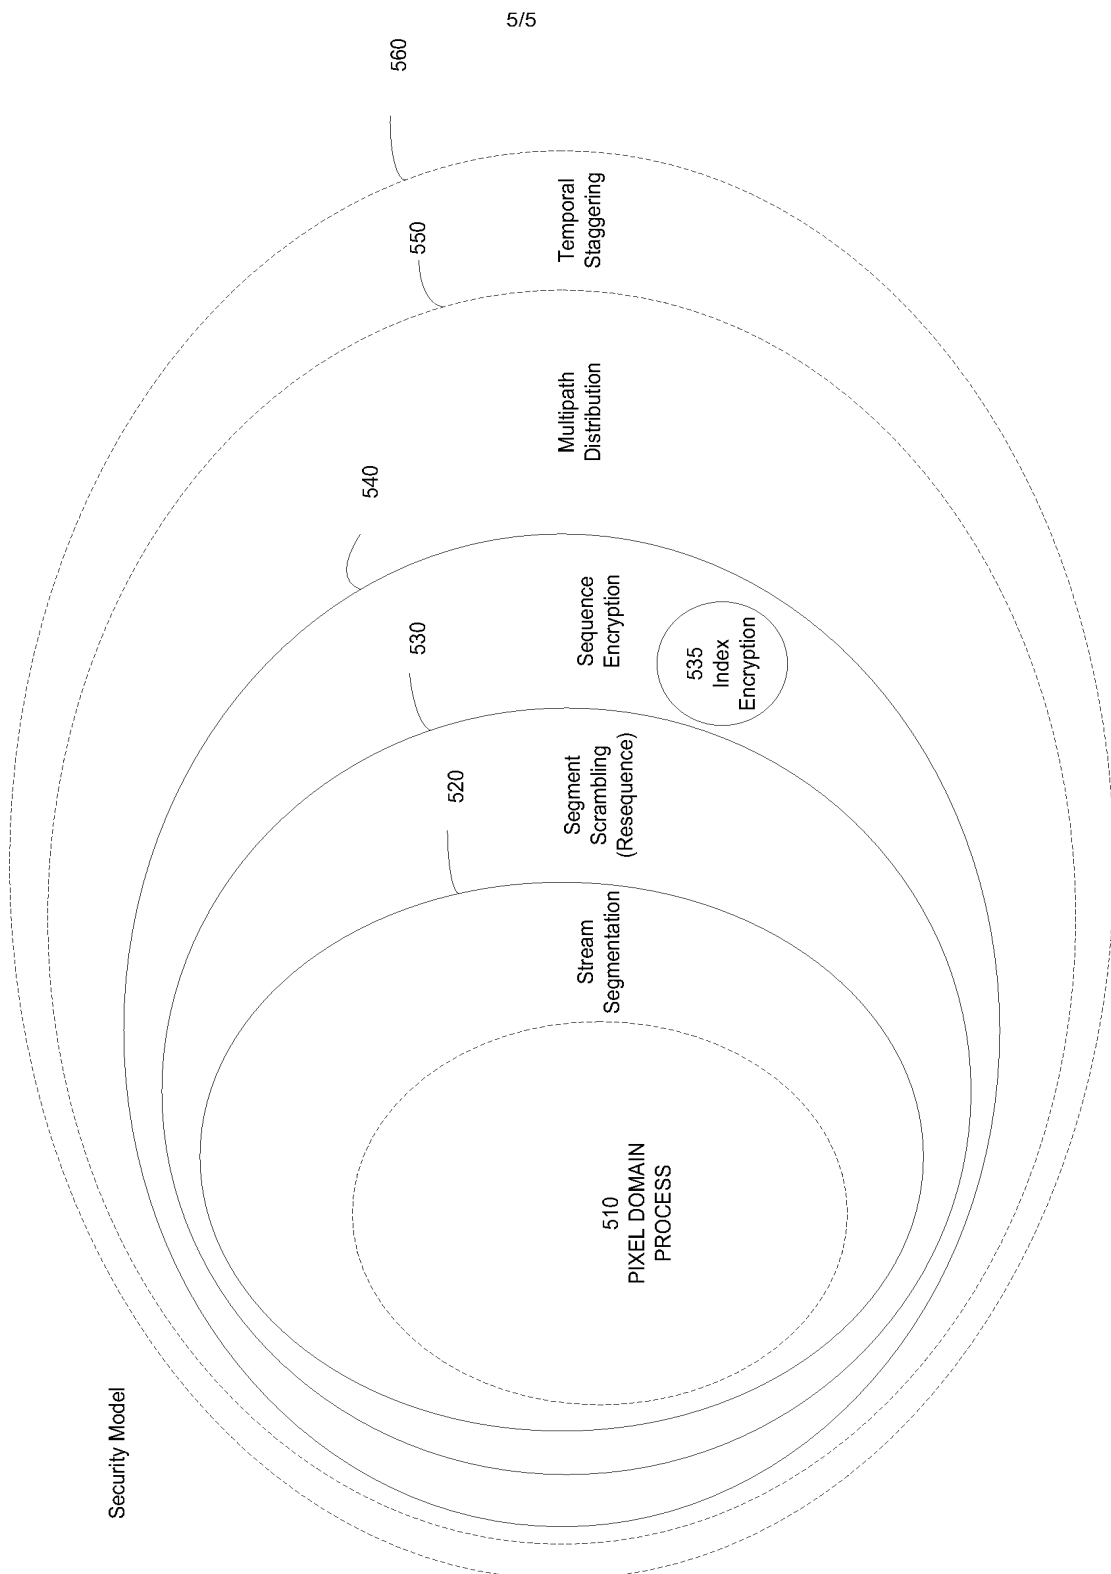 5/5
Security Model
510
PIXEL DOMAIN
PROCESS
Stream
Segmentation
520
Segment
Scrambling
(Resequence)
530
Sequence
Encryption
535
Index
Encryption
540
Multipath
Distribution
550
Temporal
Staggering
560